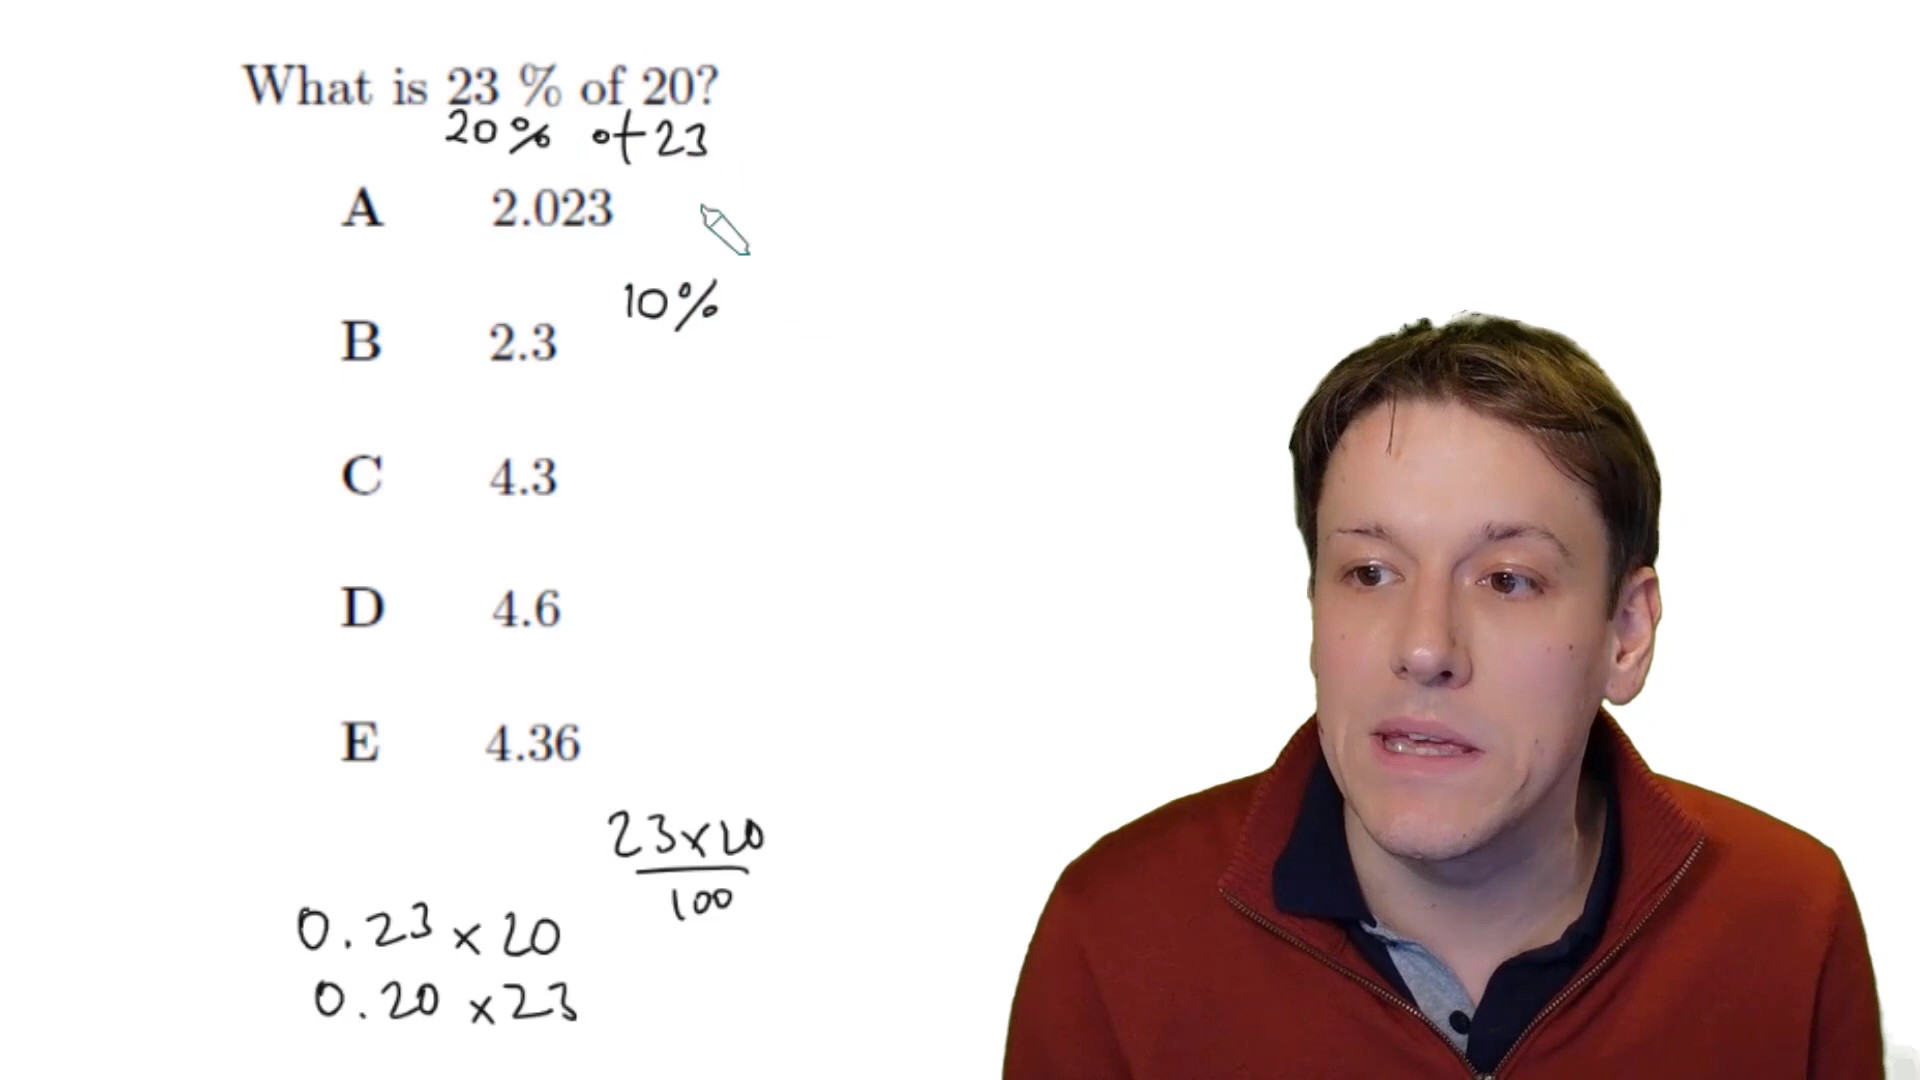 What is 23 % of 20?
20% of 23
A 2.023
10%
B 2.3
C 4.3
D 4.6
E 4.36
23×20
100
0.23×20
0.20×23